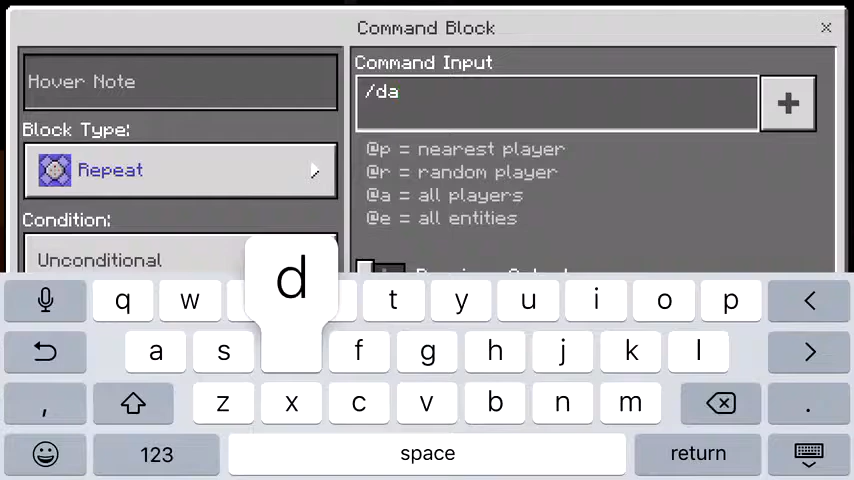 Command Block
Hover Note
Block Type:
Repeat
Condition:
Unconditional
Command Input
/da
@p = nearest player
@r = random player
@a = all players
@e = all entities
d
q w t y u i o p
a s f g h j k l
, z x c v b n m .
123 space return